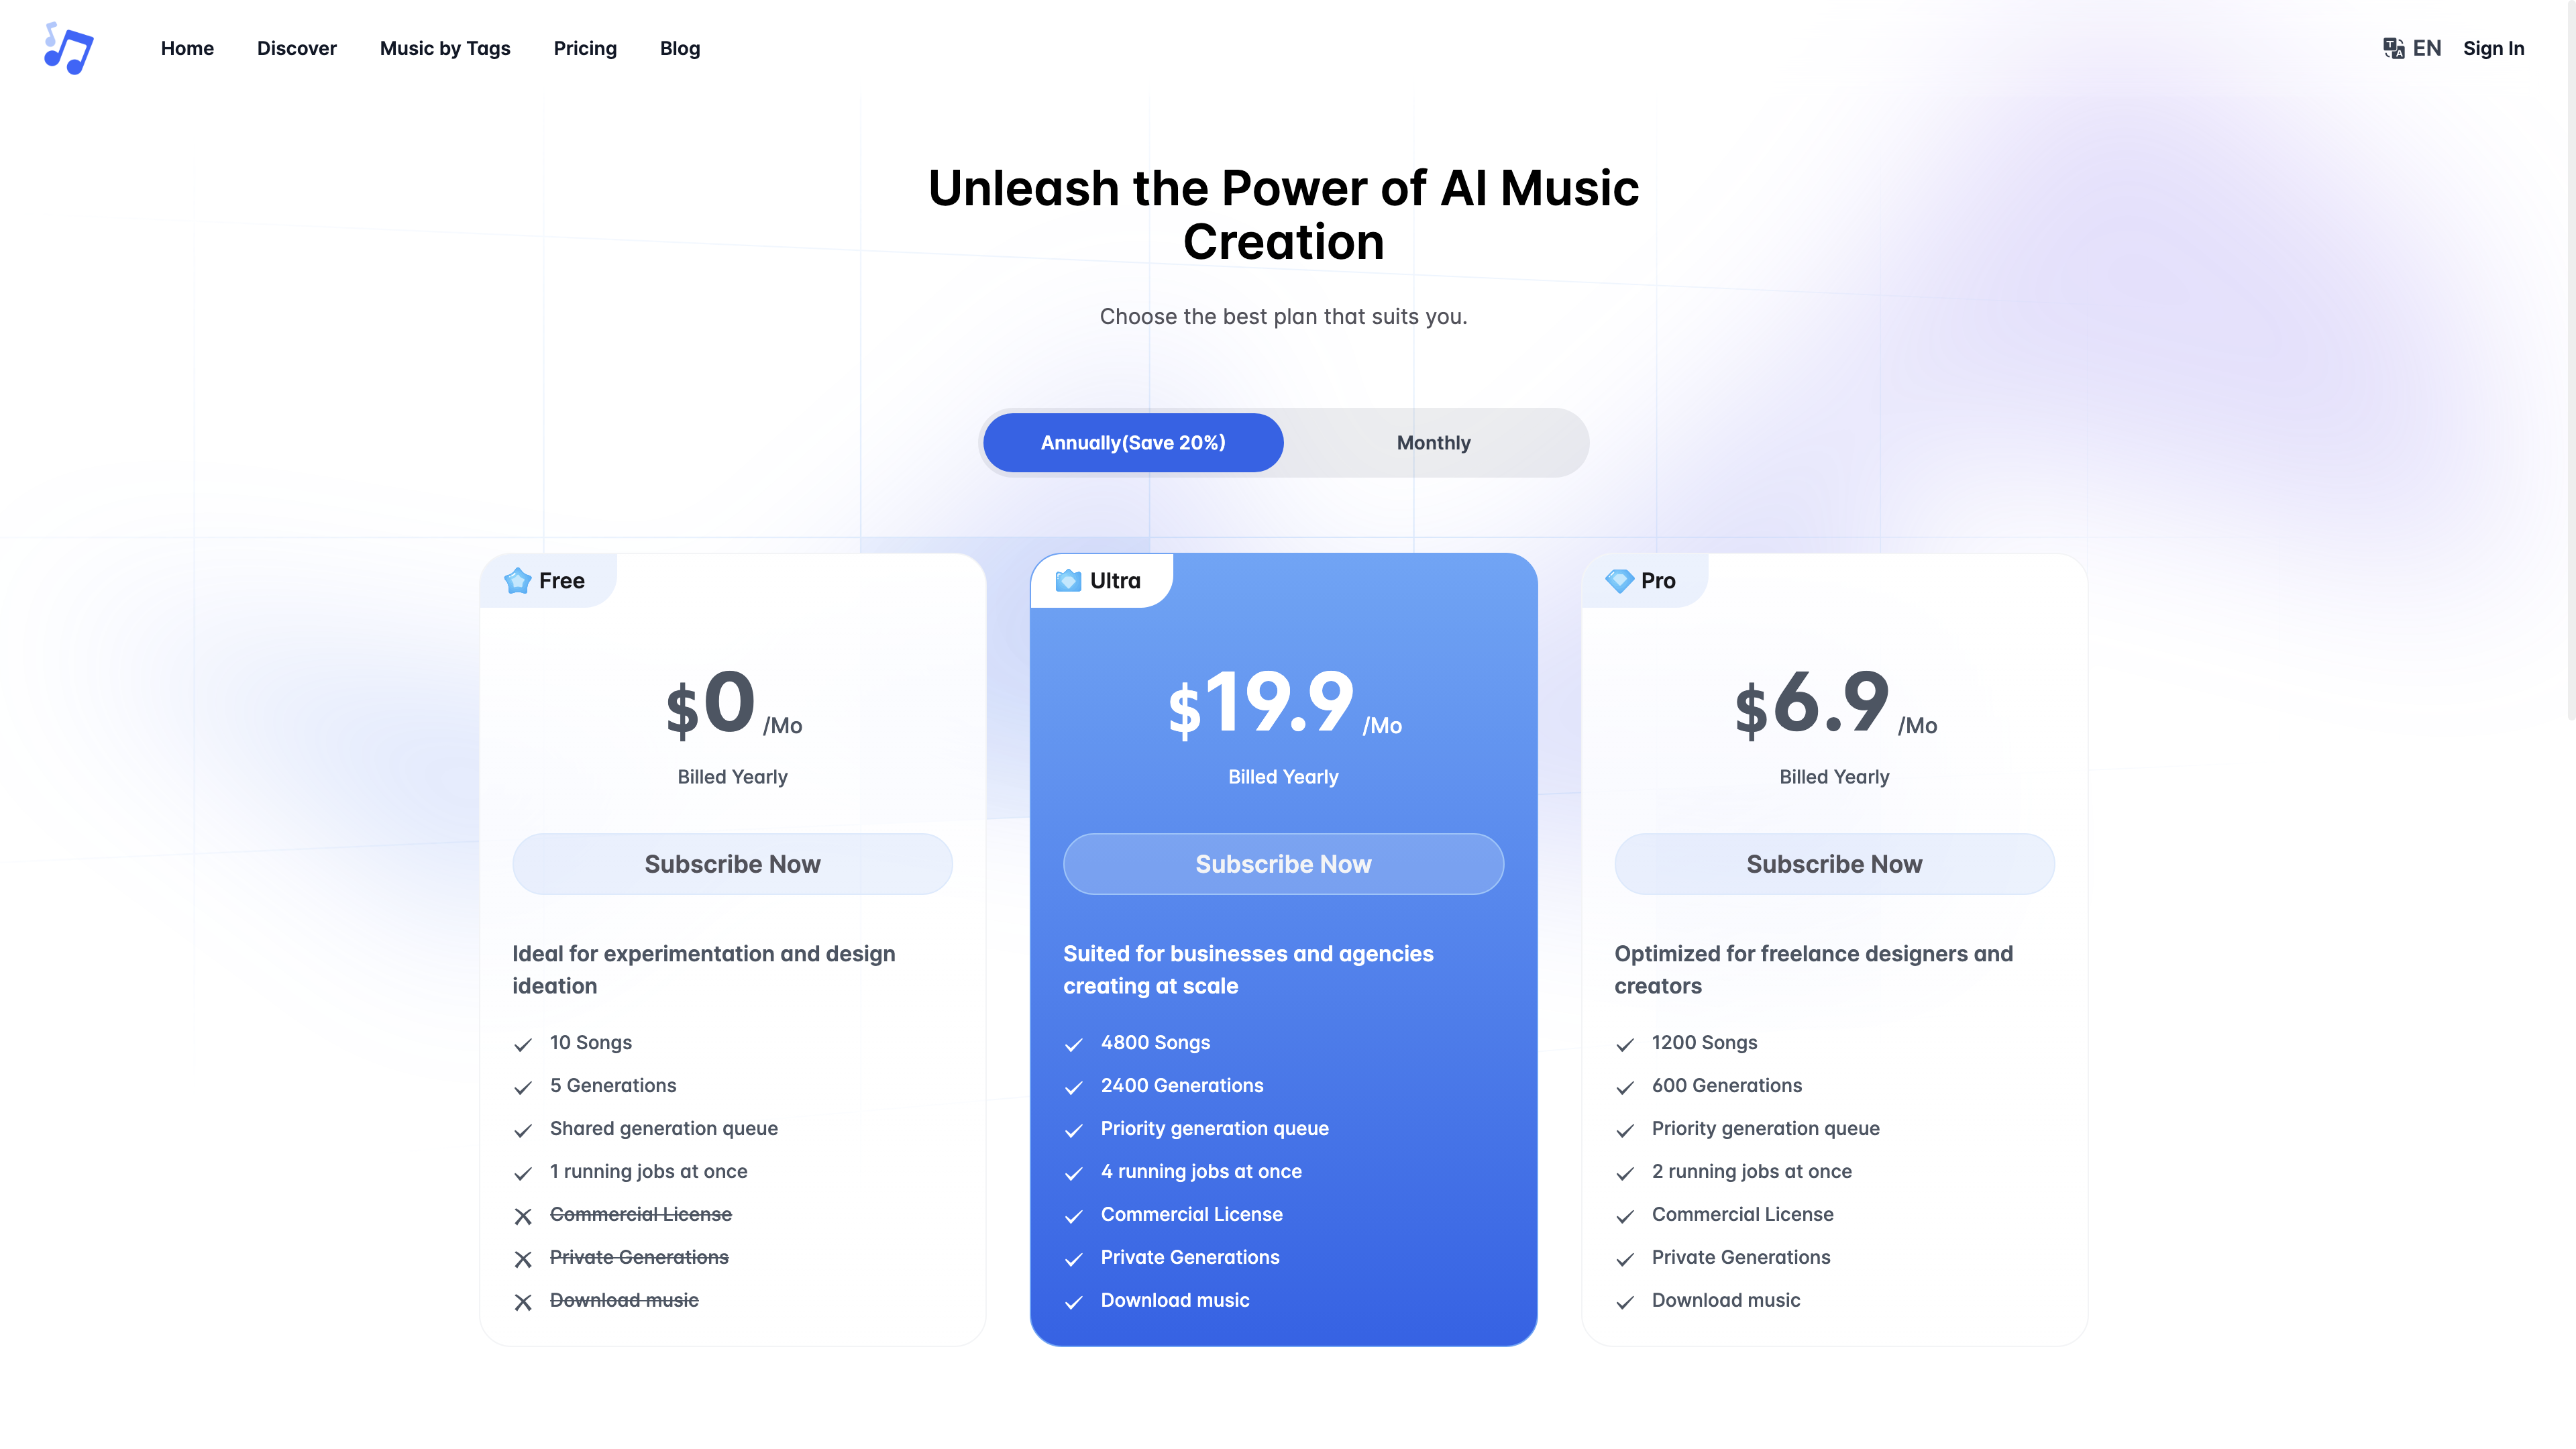 Home
Discover
Music by Tags
Pricing
Blog
EN
Sign In
Unleash the Power of AI Music
Creation
Choose the best plan that suits you.
Annually(Save 20%)
Monthly
Free
$0 /Mo
Billed Yearly
Subscribe Now
Ideal for experimentation and design
ideation
10 Songs
5 Generations
Shared generation queue
1 running jobs at once
Commercial License
Private Generations
Download music
Ultra
$19.9 /Mo
Billed Yearly
Subscribe Now
Suited for businesses and agencies
creating at scale
4800 Songs
2400 Generations
Priority generation queue
4 running jobs at once
Commercial License
Private Generations
Download music
Pro
$6.9 /Mo
Billed Yearly
Subscribe Now
Optimized for freelance designers and
creators
1200 Songs
600 Generations
Priority generation queue
2 running jobs at once
Commercial License
Private Generations
Download music